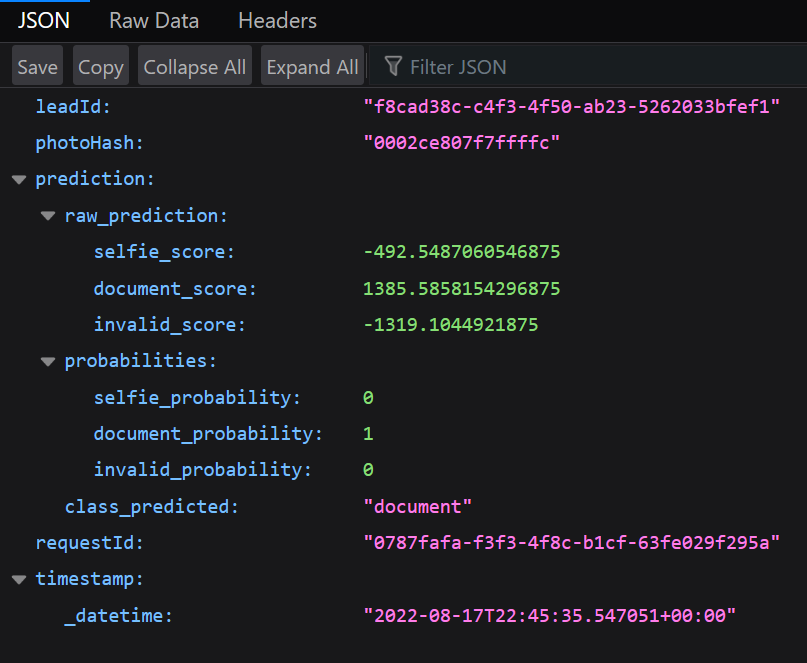 JSON Raw Data Headers
Save Copy Collapse All Expand All Filter JSON
leadId: "f8cad38c-c4f3-4f50-ab23-5262033bfef1"
photoHash: "0002ce807f7ffffc"
prediction:
raw_prediction:
selfie_score: -492.5487060546875
document_score: 1385.5858154296875
invalid_score: -1319.1044921875
probabilities:
selfie_probability: 0
document_probability: 1
invalid_probability: 0
class_predicted: "document"
requestId: "0787fafa-f3f3-4f8c-b1cf-63fe029f295a"
timestamp:
_datetime: "2022-08-17T22:45:35.547051+00:00"